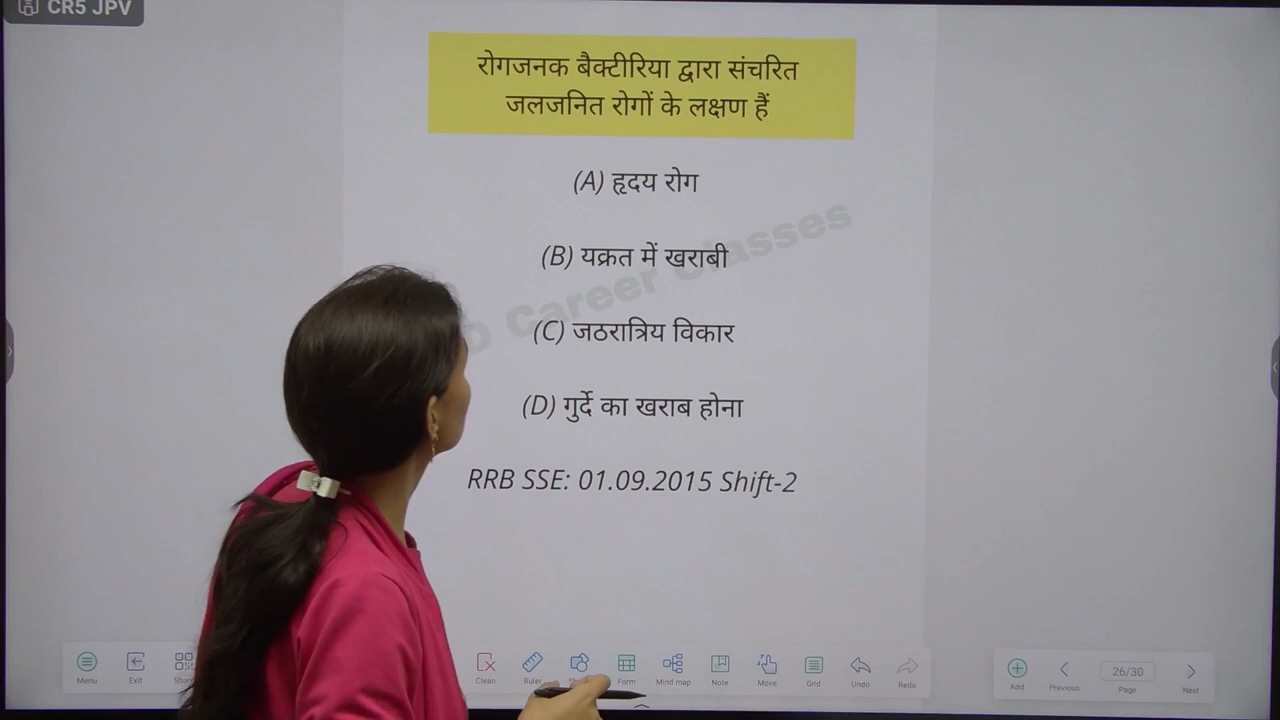 CR5 JPV
रोगजनक बैक्टीरिया द्वारा संचरित
जलजनित रोगों के लक्षण हैं
(A) हृदय रोग
(B) यक्रत में खराबी
(C) जठरात्रिय विकार
(D) गुर्दे का खराब होना
Career Classes
RRB SSE: 01.09.2015 Shift-2
Menu Exit Clean Ruler Form Mind map Note Move Grid Undo Redo Add Previous 26/30 Page Next